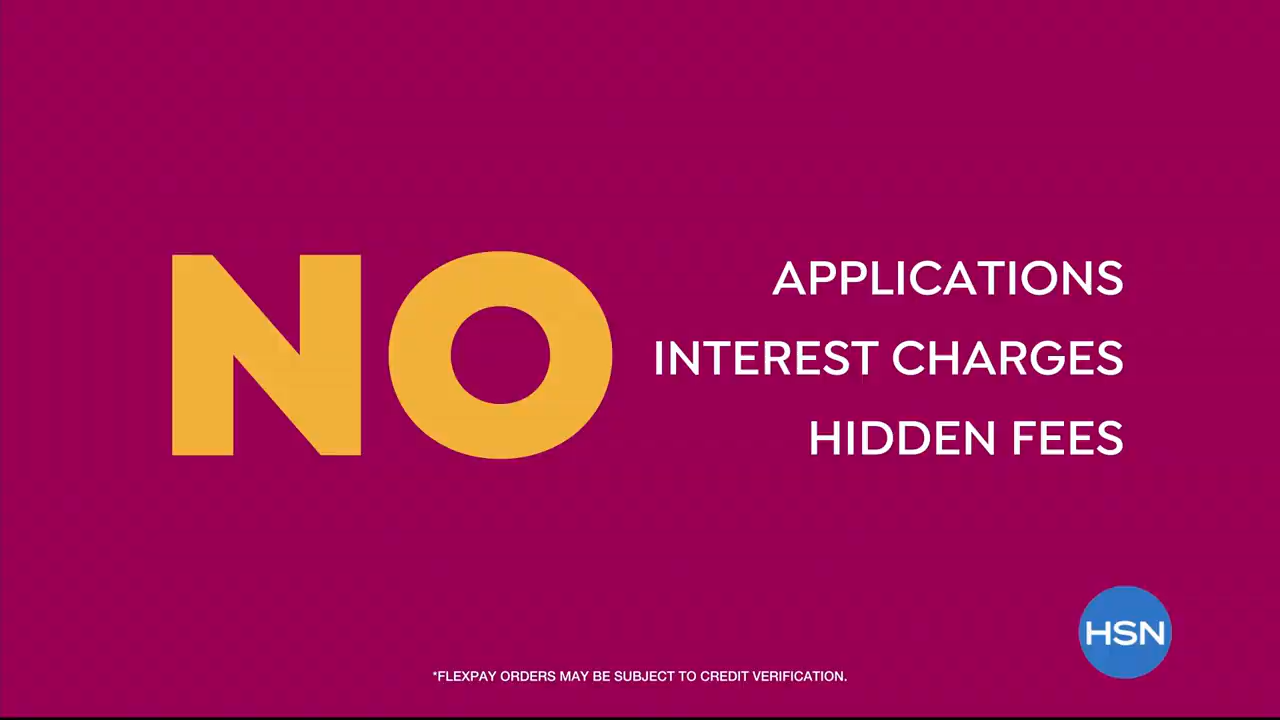 NO
APPLICATIONS
INTEREST CHARGES
HIDDEN FEES
HSN
*FLEXPAY ORDERS MAY BE SUBJECT TO CREDIT VERIFICATION.